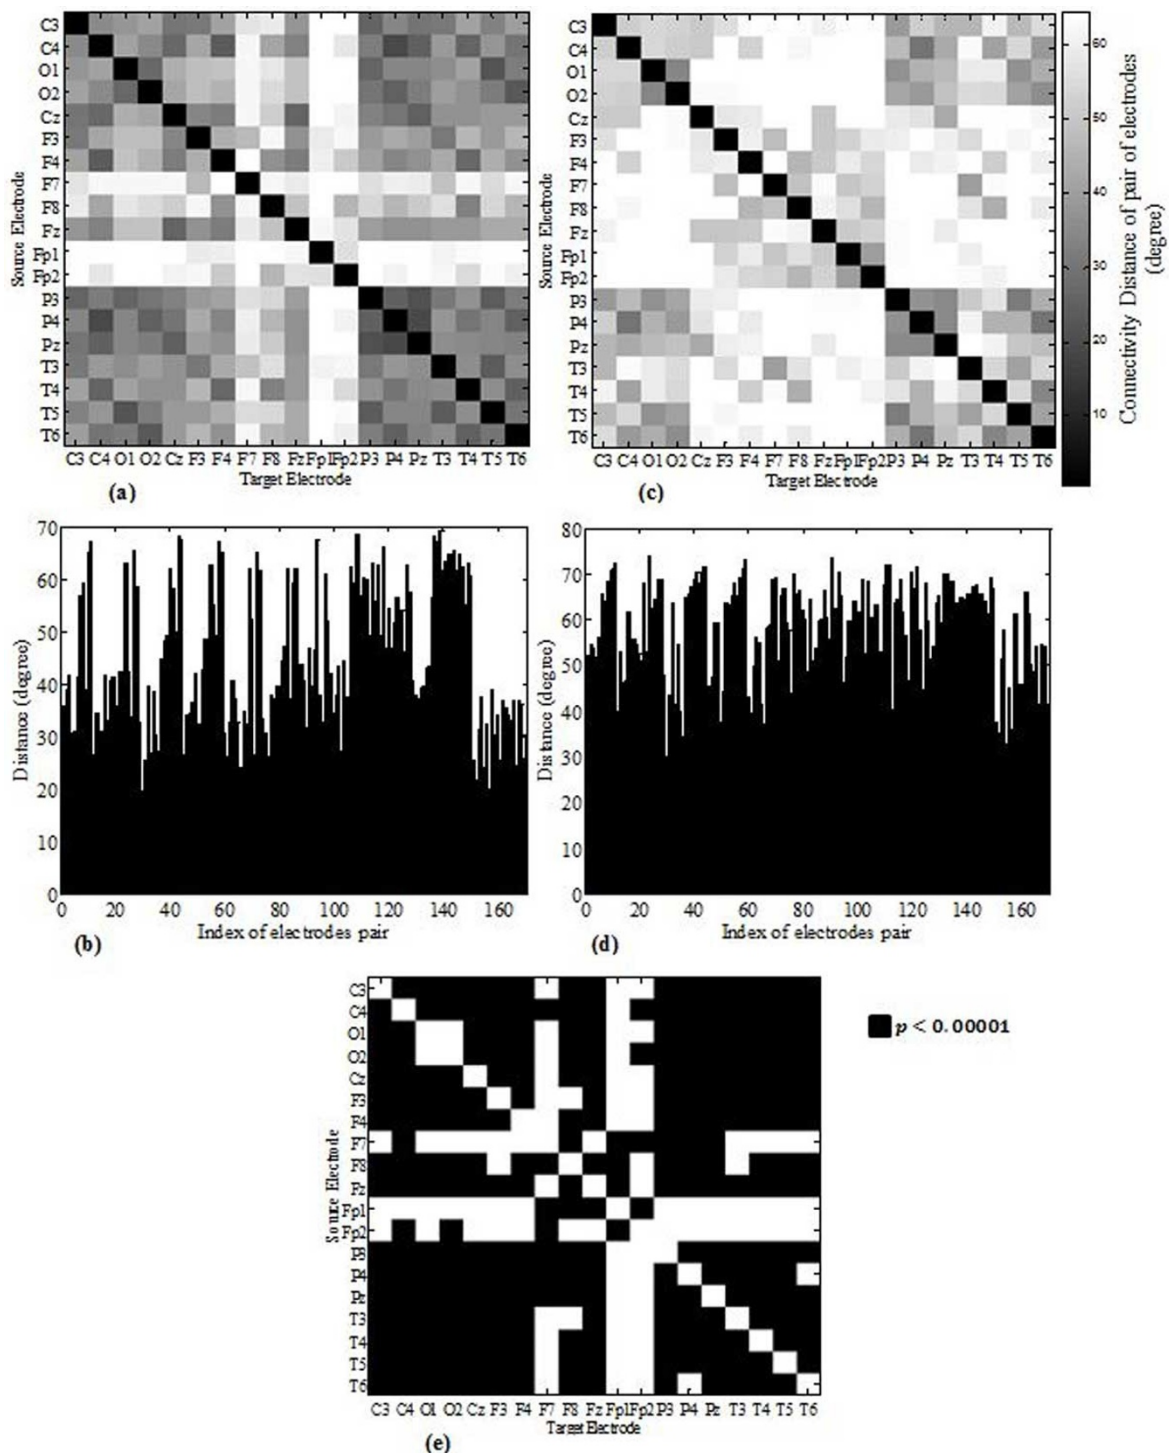 C3
C4
O1
O2
Cz
F3
F4
F7
F8
Fz
Fp1
Fp2
P3
P4
Pz
T3
T4
T5
T6
Source Electrode
C3 C4 O1 O2 Cz F3 F4 F7 F8 Fz Fp1 Fp2 P3 P4 Pz T3 T4 T5 T6
Target Electrode
(a)
C3
C4
O1
O2
Cz
F3
F4
F7
F8
Fz
Fp1
Fp2
P3
P4
Pz
T3
T4
T5
T6
Source Electrode
C3 C4 O1 O2 Cz F3 F4 F7 F8 Fz Fp1 Fp2 P3 P4 Pz T3 T4 T5 T6
Target Electrode
(c)
60
50
40
30
20
10
Connectivity Distance of pair of electrodes
(degree)
70
60
50
40
30
20
10
0
Distance (degree)
0 20 40 60 80 100 120 140 160
Index of electrodes pair
(b)
80
70
60
50
40
30
20
10
0
Distance (degree)
0 20 40 60 80 100 120 140 160
Index of electrodes pair
(d)
C3
C4
O1
O2
Cz
F3
F4
F7
F8
Fz
Fp1
Fp2
P3
P4
Pz
T3
T4
T5
T6
Source Electrode
C3 C4 O1 O2 Cz F3 F4 F7 F8 Fz Fp1 Fp2 P3 P4 Pz T3 T4 T5 T6
Target Electrode
(e)
p < 0.00001